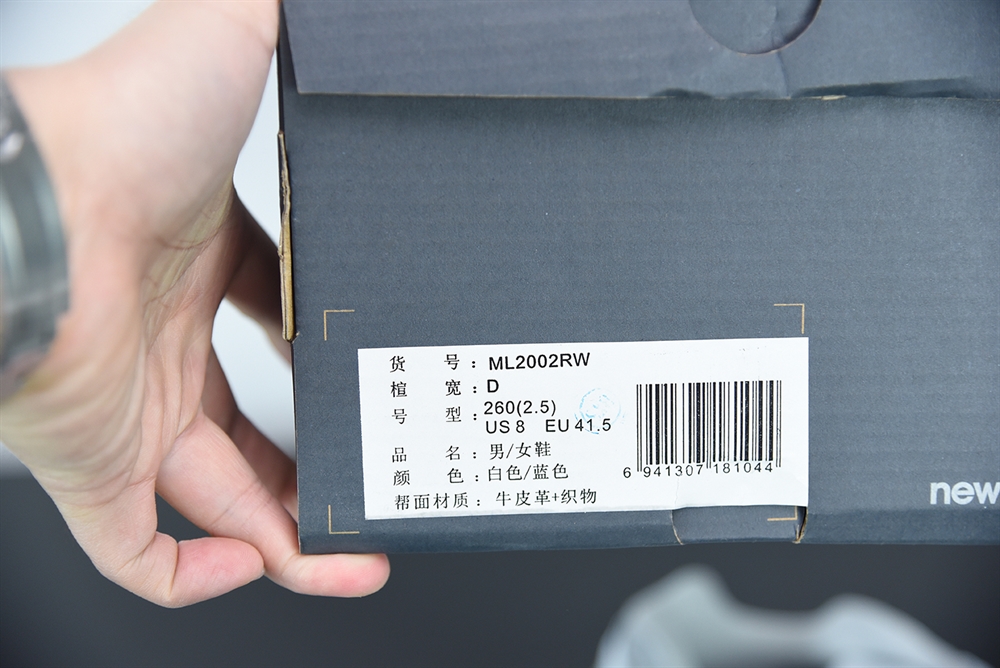 货 号：ML2002RW
楦 宽：D
号 型：260(2.5)
US 8 EU 41.5
品 名：男/女鞋
颜 色：白色/蓝色
帮面材质：牛皮革+织物
6 941307 181044
new